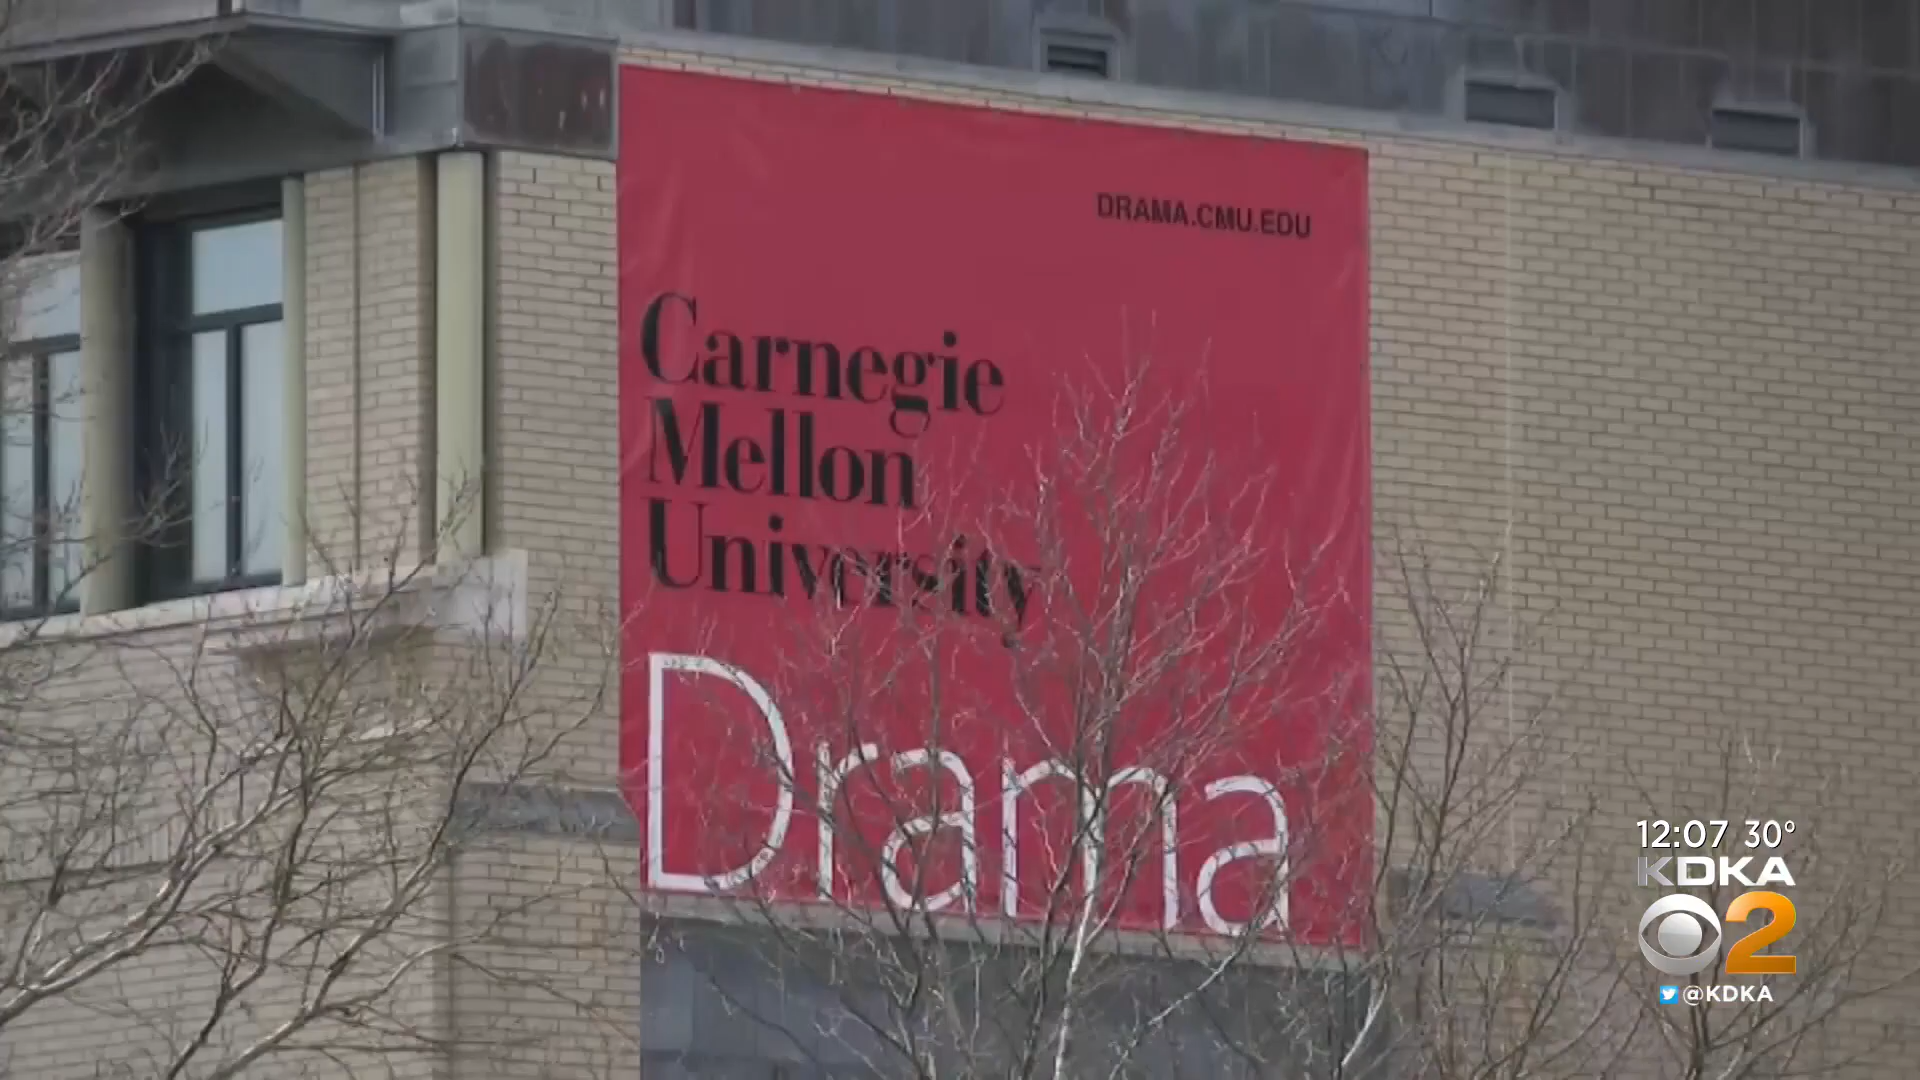 DRAMA.CMU.EDU
Carnegie
Mellon
University
Drama
12:07 30°
KDKA
2
@KDKA